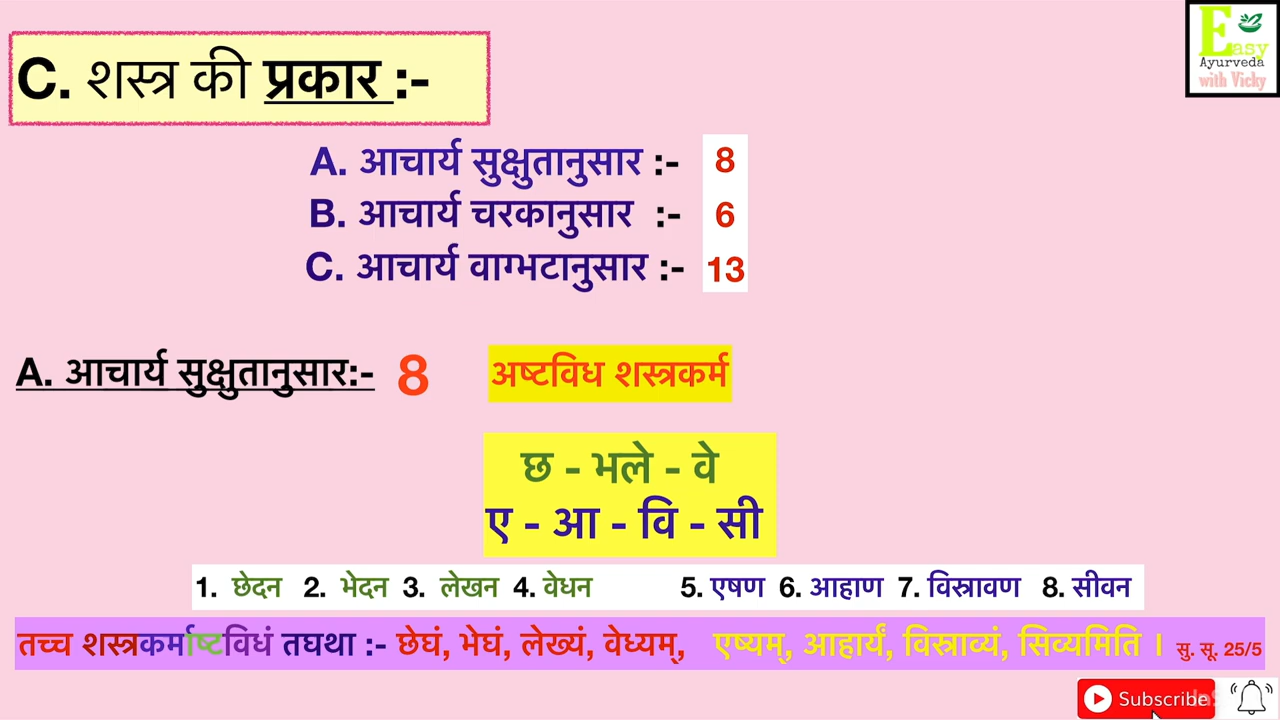 C. शस्त्र की प्रकार :-
Easy
Ayurveda
with Vicky
A. आचार्य सुक्षुतानुसार :- 8
B. आचार्य चरकानुसार :- 6
C. आचार्य वाग्भटानुसार :- 13
A. आचार्य सुक्षुतानुसार:- 8 अष्टविध शस्त्रकर्म
छ - भले - वे
ए - आ - वि - सी
1. छेदन 2. भेदन 3. लेखन 4. वेधन 5. एषण 6. आहाण 7. विस्त्रावण 8. सीवन
तच्च शस्त्रकर्माष्टविधं तघथा :- छेघं, भेघं, लेख्यं, वेध्यम्, एष्यम्, आहार्यं, विस्त्राव्यं, सिव्यमिति । सु. सू. 25/5
Subscribe